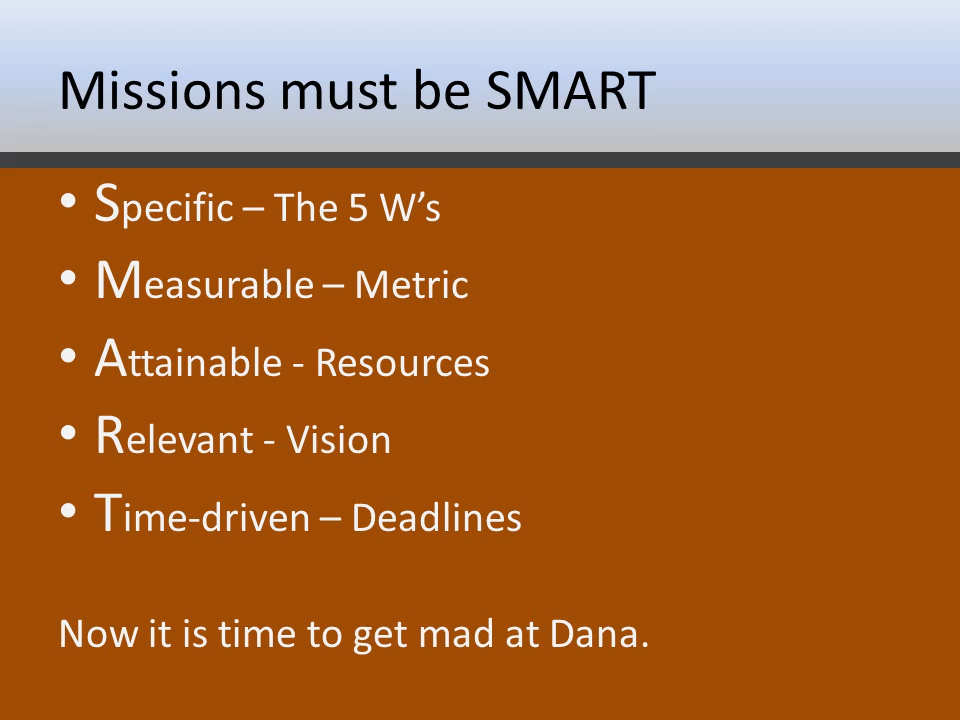 Missions must be SMART
• Specific – The 5 W’s
• Measurable – Metric
• Attainable - Resources
• Relevant - Vision
• Time-driven – Deadlines
Now it is time to get mad at Dana.